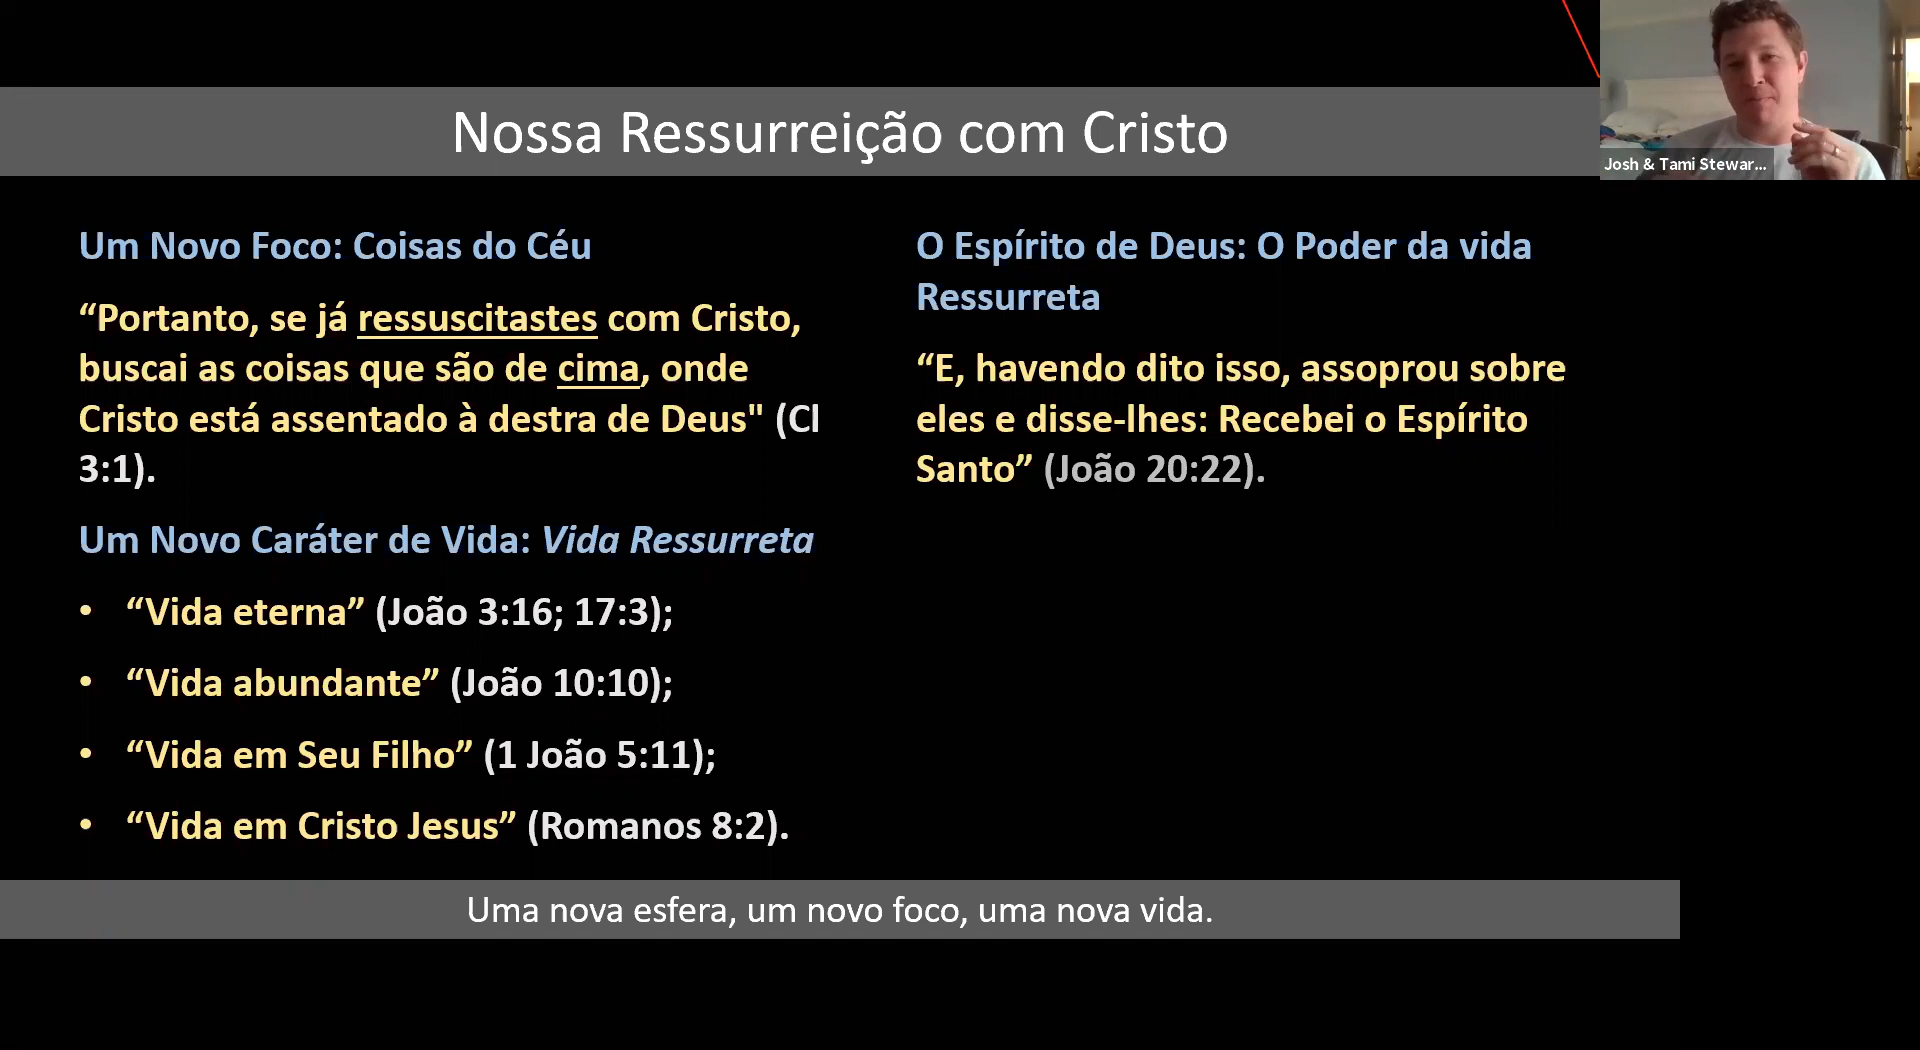 Nossa Ressurreição com Cristo
Josh & Tami Stewar...
Um Novo Foco: Coisas do Céu
“Portanto, se já ressuscitastes com Cristo,
buscai as coisas que são de cima, onde
Cristo está assentado à destra de Deus" (Cl
3:1).
Um Novo Caráter de Vida: Vida Ressurreta
• “Vida eterna” (João 3:16; 17:3);
• “Vida abundante” (João 10:10);
• “Vida em Seu Filho” (1 João 5:11);
• “Vida em Cristo Jesus” (Romanos 8:2).
O Espírito de Deus: O Poder da vida
Ressurreta
“E, havendo dito isso, assoprou sobre
eles e disse-lhes: Recebei o Espírito
Santo” (João 20:22).
Uma nova esfera, um novo foco, uma nova vida.